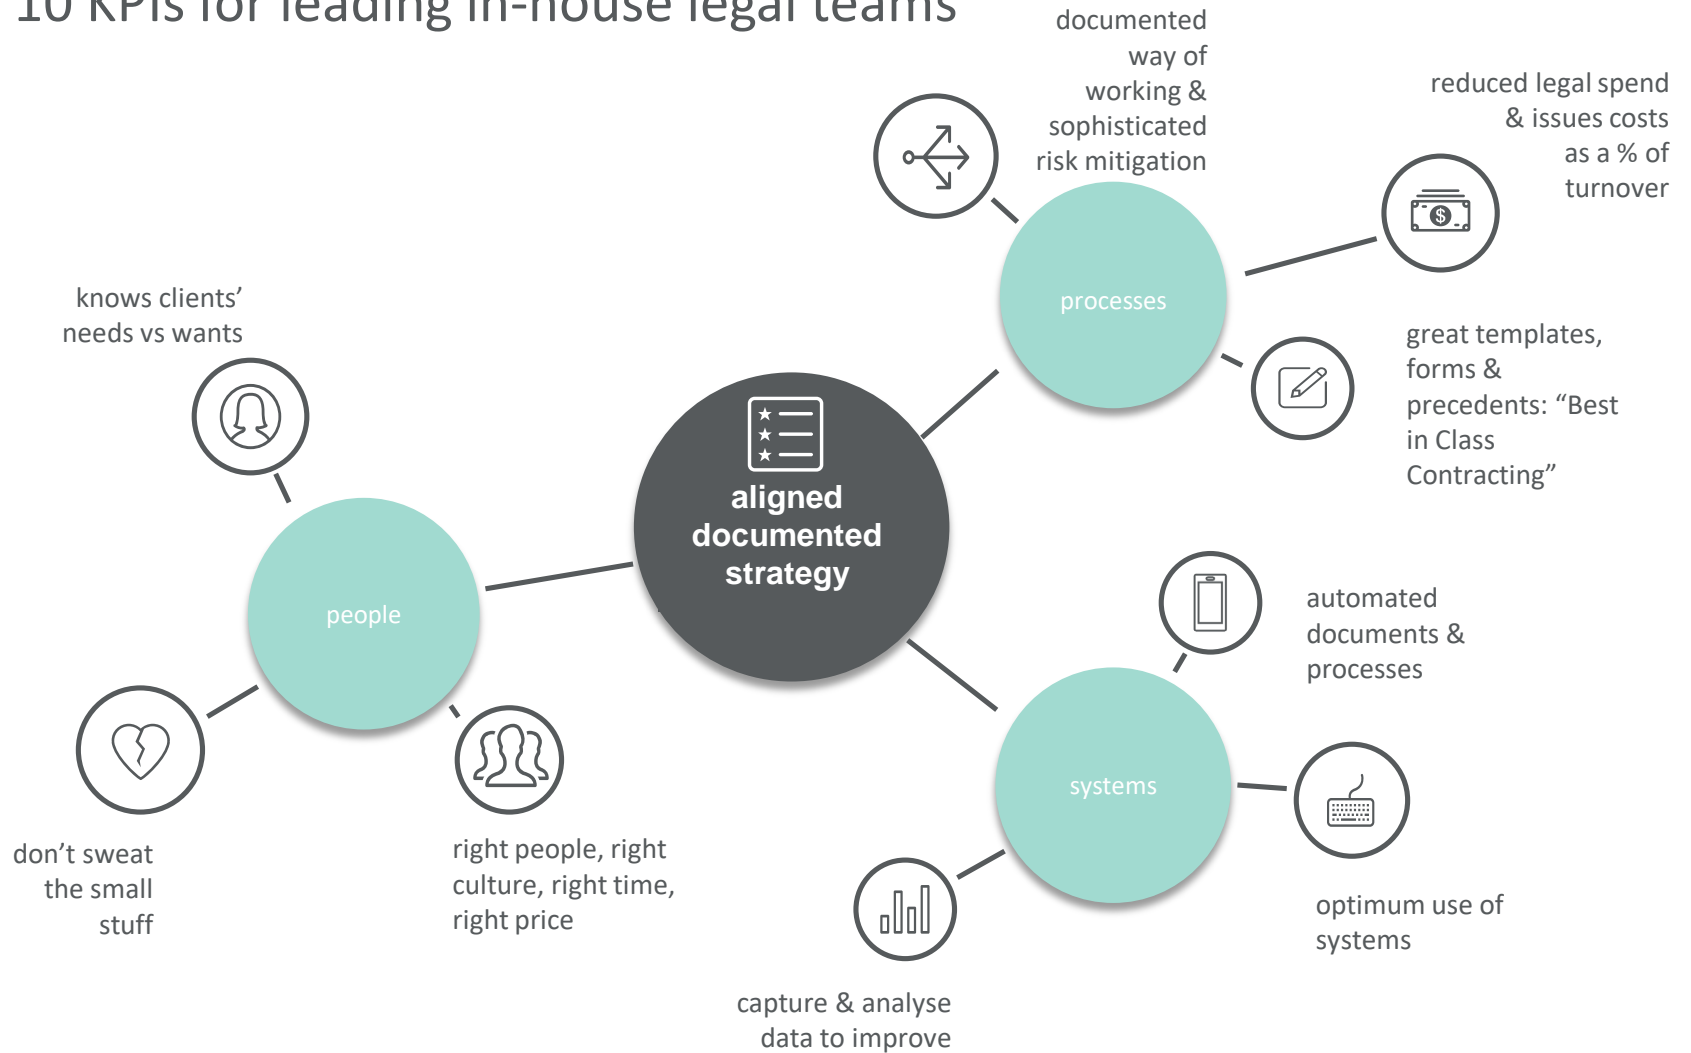 10 KPIs for leading in-house legal teams
documented
way of
working &
sophisticated
risk mitigation
reduced legal spend
& issues costs
as a % of
turnover
knows clients’
needs vs wants
processes
great templates,
forms &
precedents: “Best
in Class
Contracting”
aligned
documented
strategy
people
automated
documents &
processes
systems
don’t sweat
the small
stuff
right people, right
culture, right time,
right price
optimum use of
systems
capture & analyse
data to improve